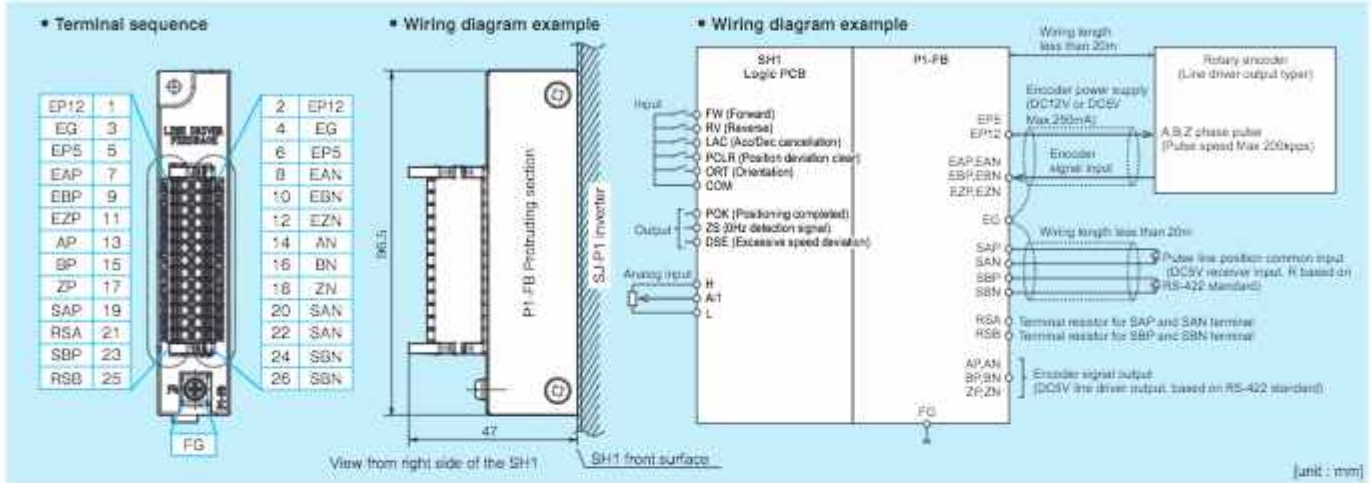 • Terminal sequence
EP12 1
EG 3
EP5 5
EAP 7
EBP 9
EZP 11
AP 13
BP 15
ZP 17
SAP 19
RSA 21
SBP 23
RSB 25
LINE DRIVER
FEEDBACK
2 EP12
4 EG
6 EP5
8 EAN
10 EBN
12 EZN
14 AN
16 BN
18 ZN
20 SAN
22 SAN
24 SBN
26 SBN
FG
• Wiring diagram example
96.5
P1-FB Protruding section
SJ-P1 inverter
47
View from right side of the SH1
SH1 front surface
• Wiring diagram example
SH1
Logic PCB
P1-FB
Input
FW (Forward)
RV (Reverse)
LAC (Acc/Dec cancellation)
PCLR (Position deviation clear)
ORT (Orientation)
COM
Output
POK (Positioning completed)
ZS (0Hz detection signal)
DSE (Excessive speed deviation)
Analog input
H
Ai1
L
Wiring length
less than 20m
Rotary encoder
(Line driver output typer)
Encoder power supply
(DC12V or DC5V
Max.250mA)
EP5
EP12
A,B,Z phase pulse
(Pulse speed Max 200kpps)
EAP,EAN
EBP,EBN
EZP,EZN
Encoder
signal input
EG
Wiring length less than 20m
SAP
SAN
SBP
SBN
Pulse line position common input
(DC5V receiver input, R based on
RS-422 standard)
RSA Terminal resistor for SAP and SAN terminal
RSB Terminal resistor for SBP and SBN terminal
AP,AN
BP,BN
ZP,ZN
Encoder signal output
(DC5V line driver output, based on RS-422 standard)
FG
[unit : mm]